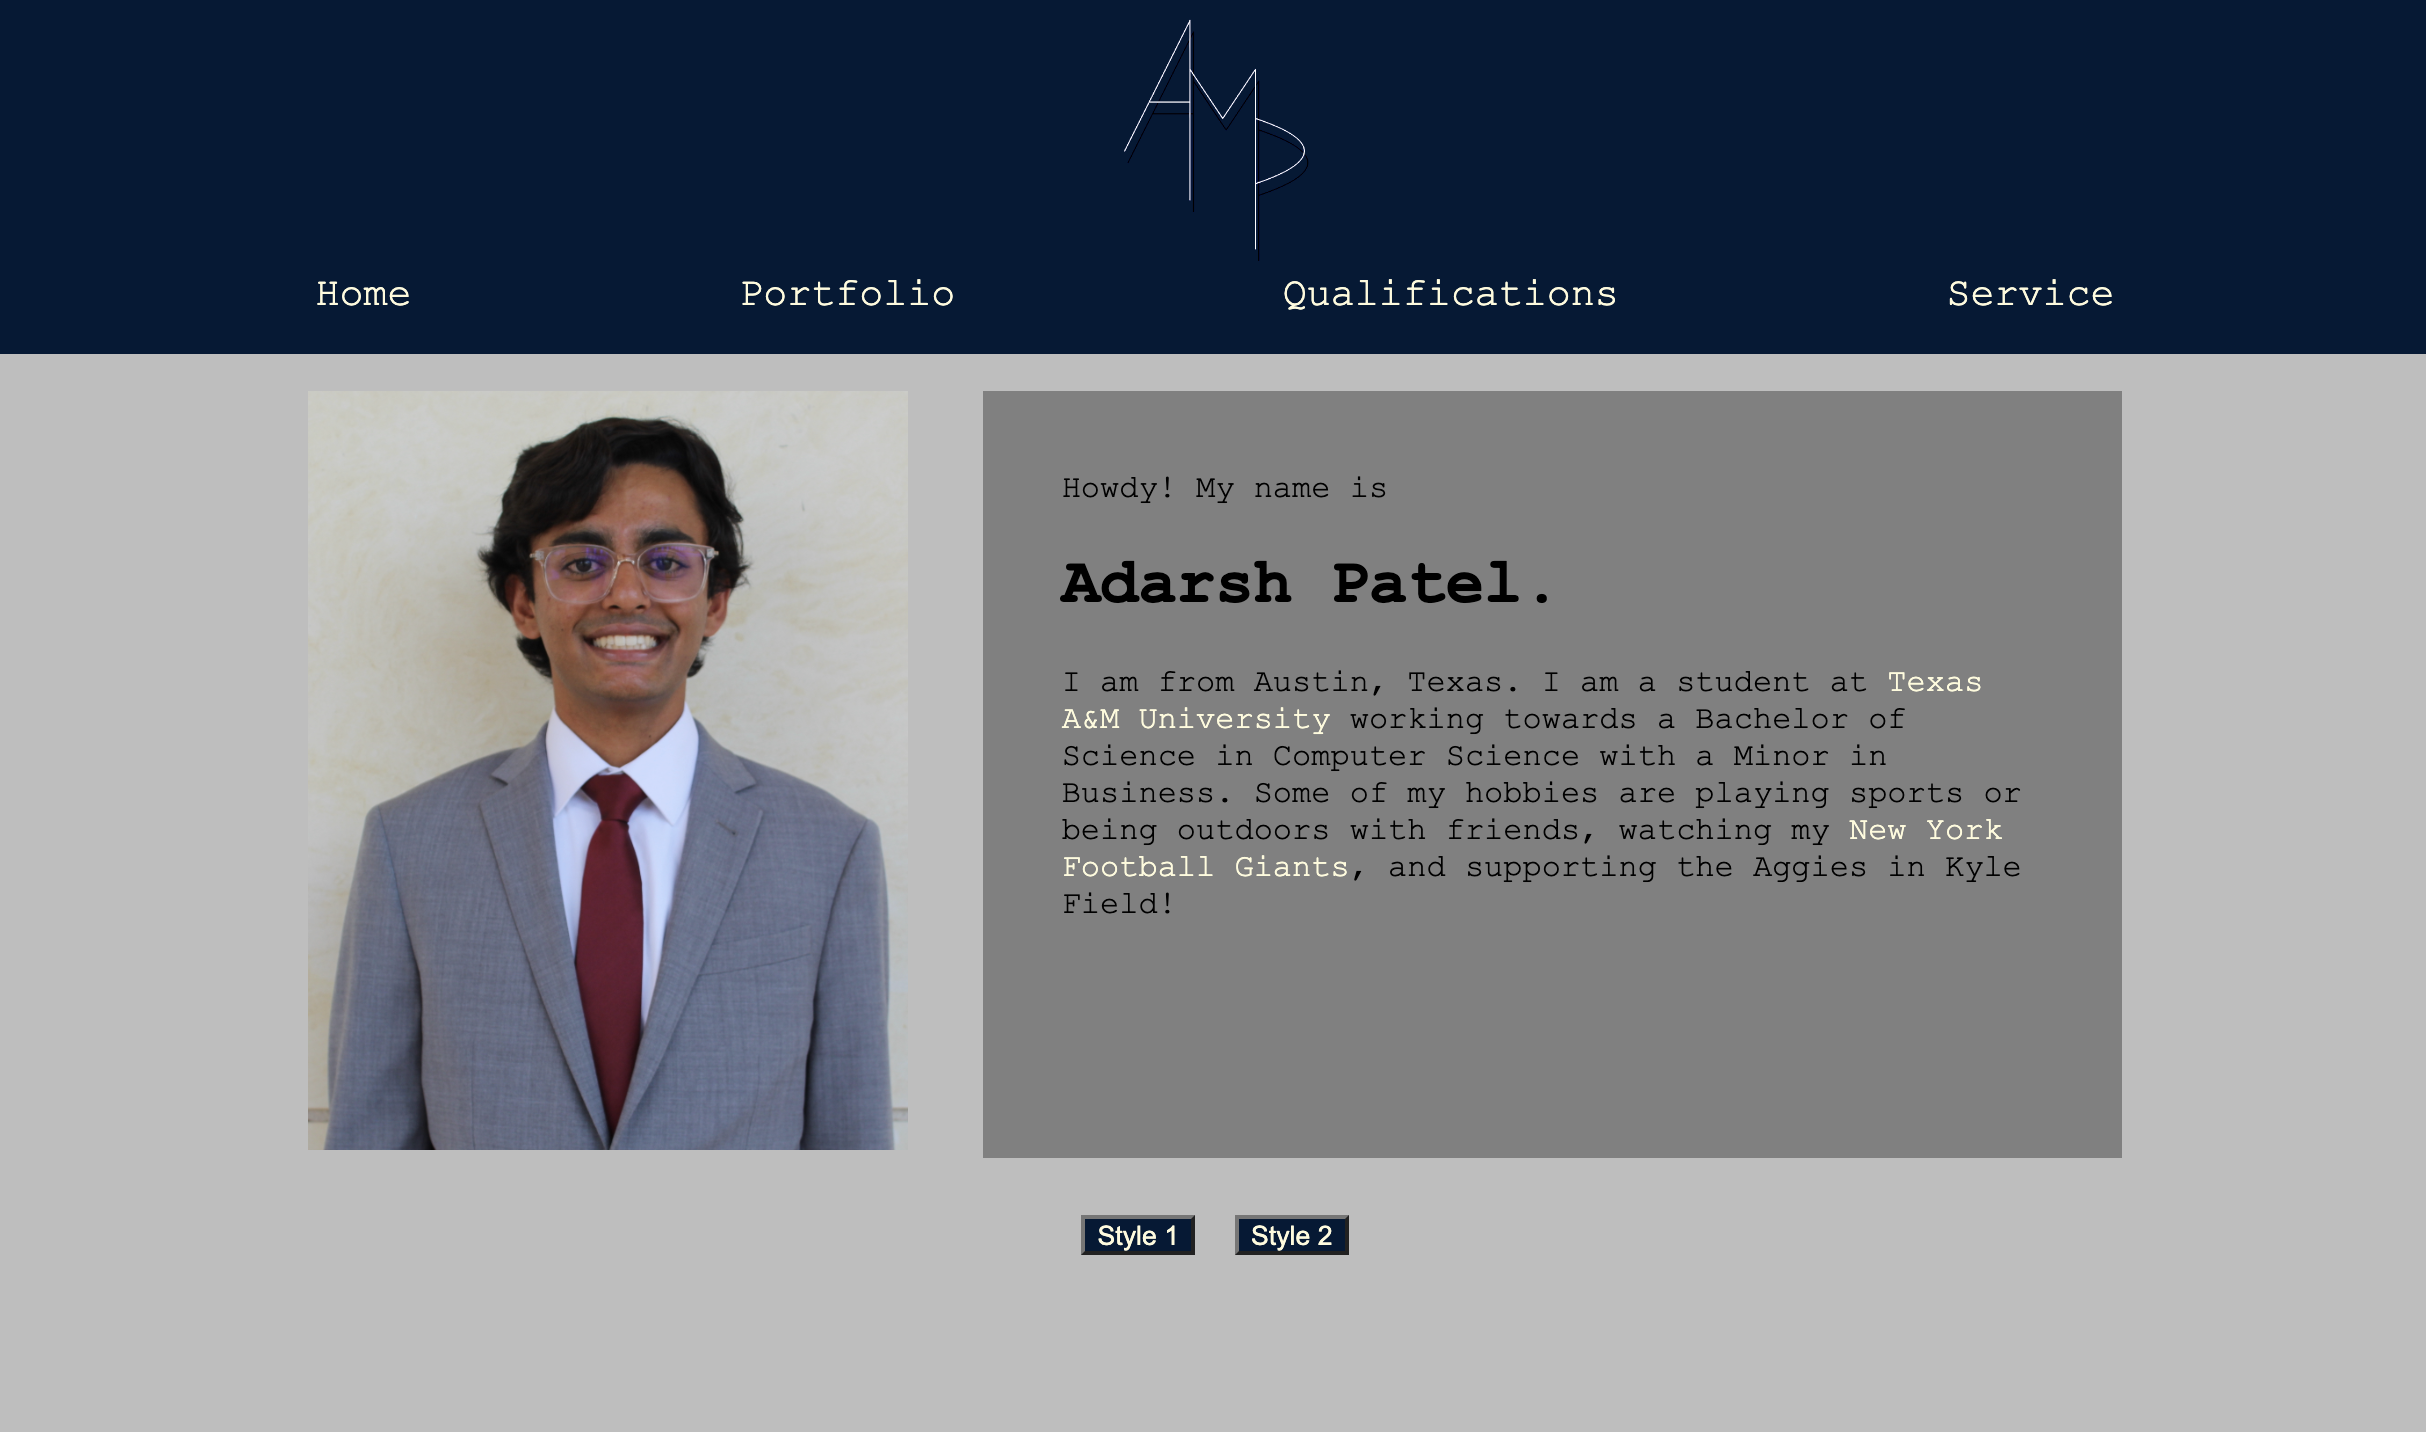 AMP
Home Portfolio Qualifications Service
Howdy! My name is
Adarsh Patel.
I am from Austin, Texas. I am a student at Texas
A&M University working towards a Bachelor of
Science in Computer Science with a Minor in
Business. Some of my hobbies are playing sports or
being outdoors with friends, watching my New York
Football Giants, and supporting the Aggies in Kyle
Field!
Style 1 Style 2